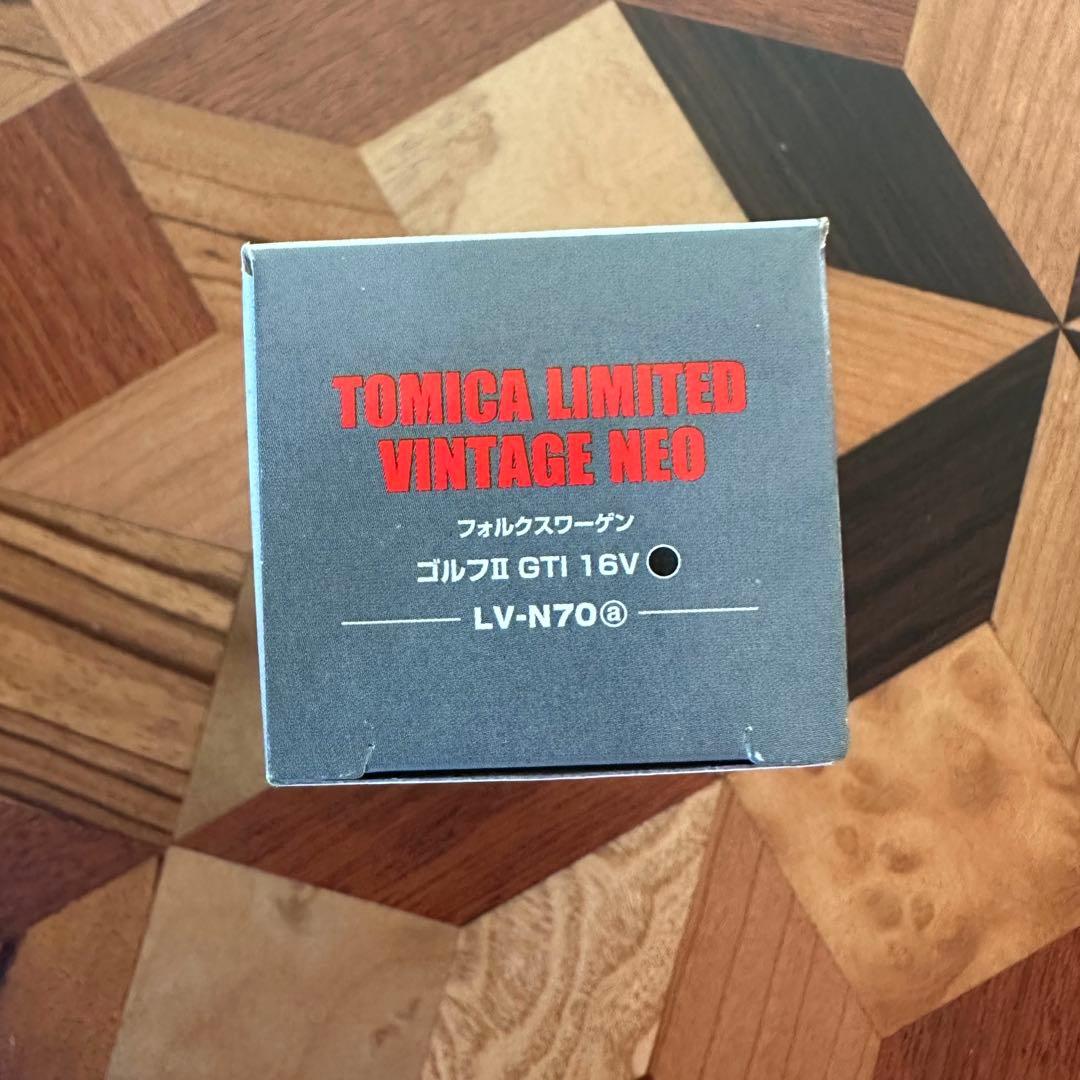 TOMICA LIMITED
VINTAGE NEO
フォルクスワーゲン
ゴルフⅡ GTI 16V
LV-N70ⓐ